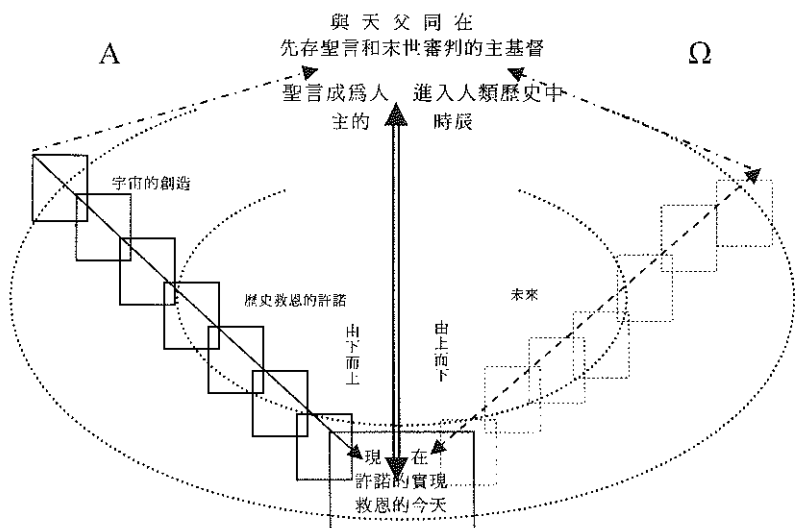 與天父同在
Α
先存聖言和末世審判的主基督
Ω
聖言成爲人 進入人類歷史中
主的 時辰
宇宙的創造
歷史救恩的許諾
未來
由下而上
由上而下
現在
許諾的實現
救恩的今天